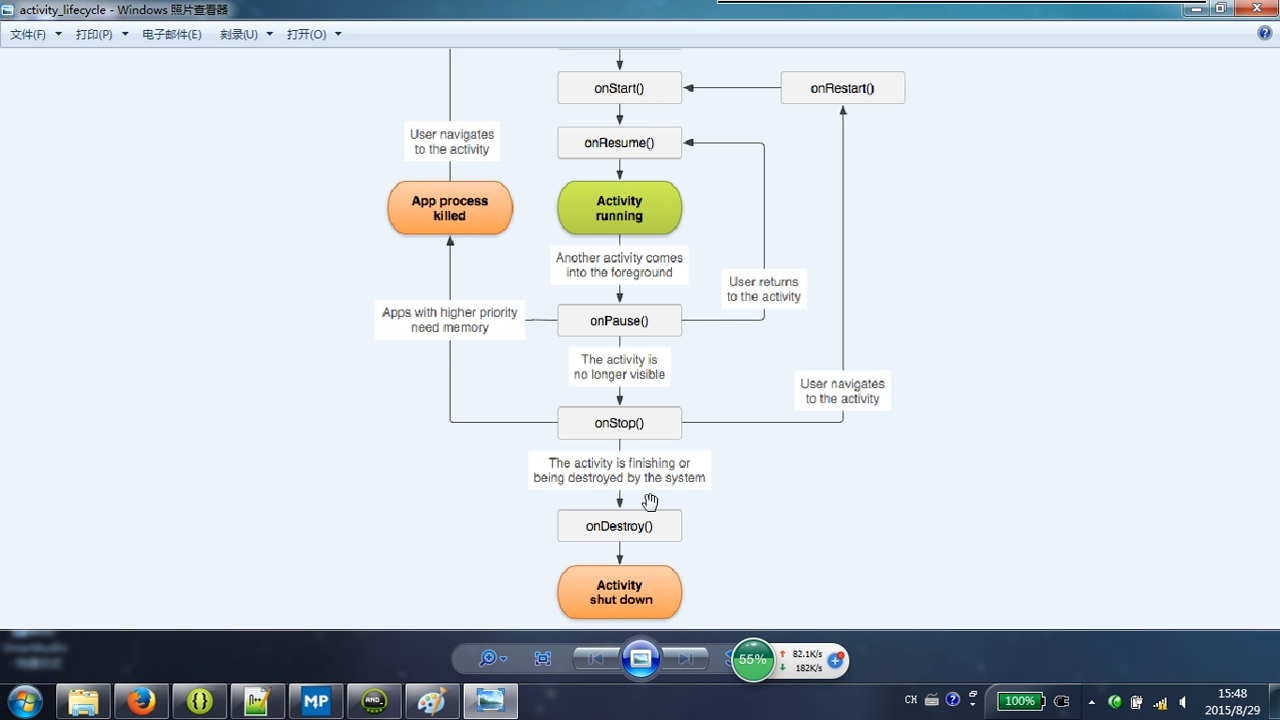 activity_lifecycle - Windows 照片查看器
文件(F) 打印(P) 电子邮件(E) 刻录(U) 打开(O)
onStart()
onRestart()
User navigates
to the activity
onResume()
App process
killed
Activity
running
Another activity comes
into the foreground
User returns
to the activity
Apps with higher priority
need memory
onPause()
The activity is
no longer visible
User navigates
to the activity
onStop()
The activity is finishing or
being destroyed by the system
onDestroy()
Activity
shut down
55%
82.1K/s
182K/s
MP
AND_
CH
100%
15:48
2015/8/29